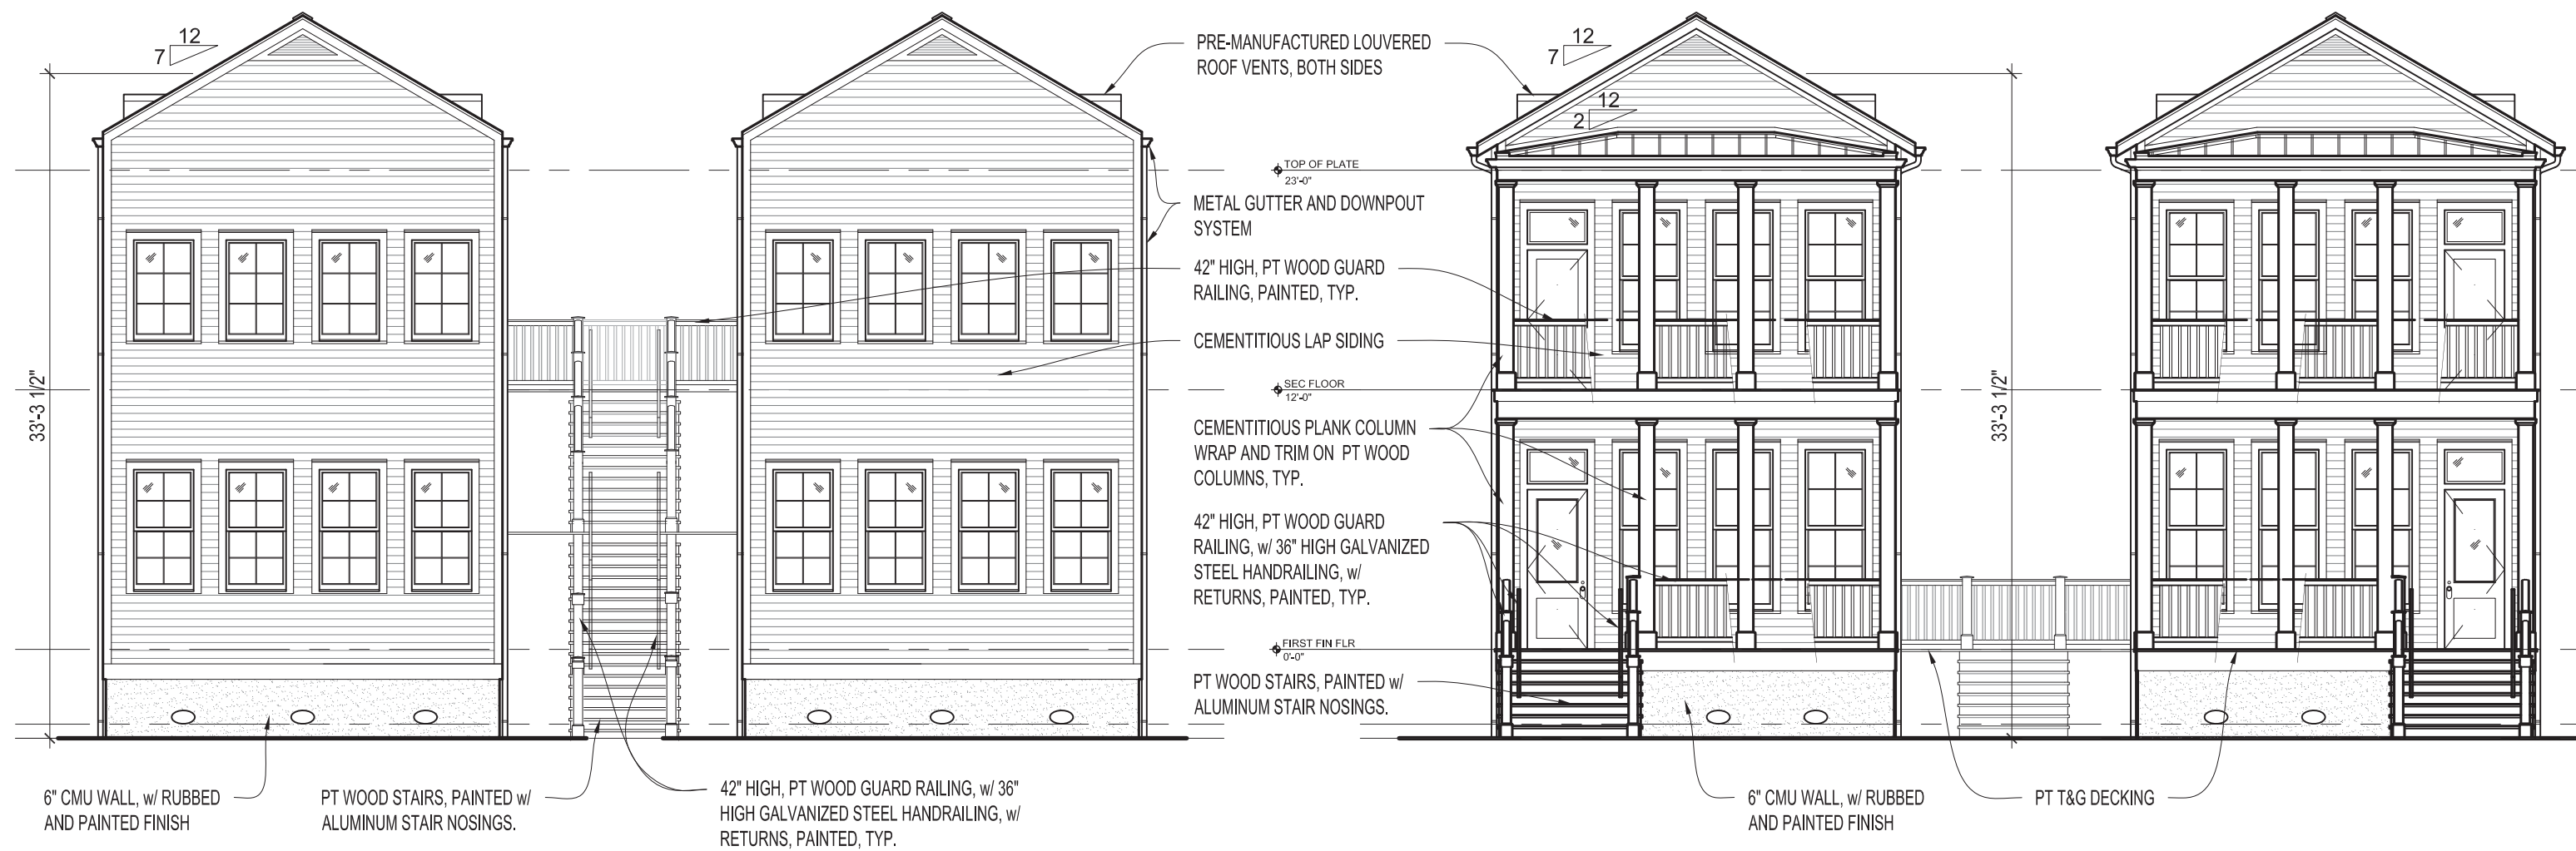 12
7
33'-3 1/2"
PRE-MANUFACTURED LOUVERED
ROOF VENTS, BOTH SIDES
12
7
12
2
TOP OF PLATE
23'-0"
METAL GUTTER AND DOWNPOUT
SYSTEM
42" HIGH, PT WOOD GUARD
RAILING, PAINTED, TYP.
CEMENTITIOUS LAP SIDING
SEC FLOOR
12'-0"
33'-3 1/2"
CEMENTITIOUS PLANK COLUMN
WRAP AND TRIM ON PT WOOD
COLUMNS, TYP.
42" HIGH, PT WOOD GUARD
RAILING, w/ 36" HIGH GALVANIZED
STEEL HANDRAILING, w/
RETURNS, PAINTED, TYP.
FIRST FIN FLR
0'-0"
PT WOOD STAIRS, PAINTED w/
ALUMINUM STAIR NOSINGS.
6" CMU WALL, w/ RUBBED
AND PAINTED FINISH
PT WOOD STAIRS, PAINTED w/
ALUMINUM STAIR NOSINGS.
42" HIGH, PT WOOD GUARD RAILING, w/ 36"
HIGH GALVANIZED STEEL HANDRAILING, w/
RETURNS, PAINTED, TYP.
6" CMU WALL, w/ RUBBED
AND PAINTED FINISH
PT T&G DECKING